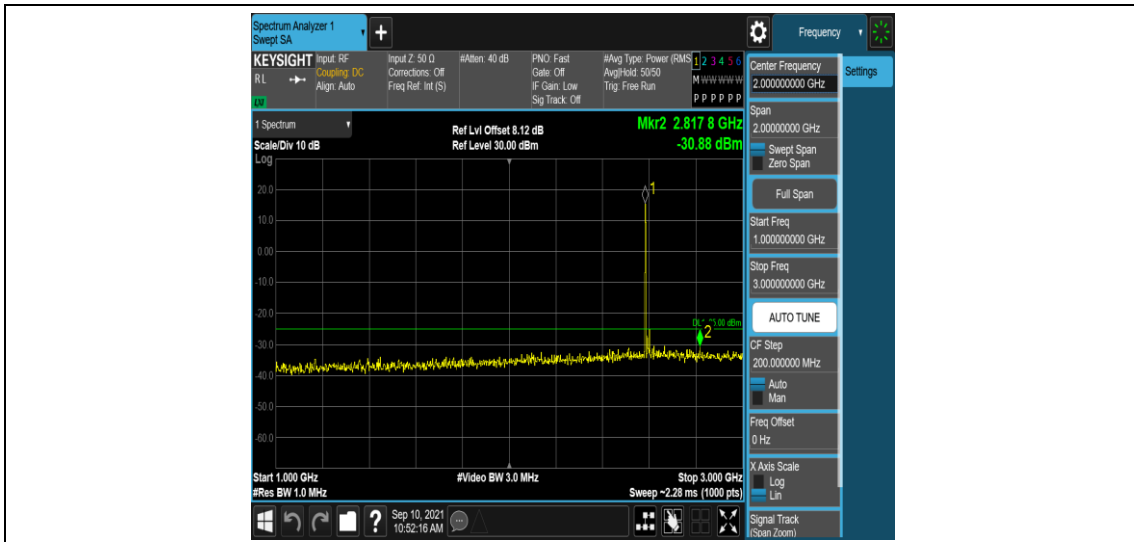 Spectrum Analyzer 1
Swept SA
+
Frequency
KEYSIGHT
RL
Input: RF
Coupling: DC
Align: Auto
Input Z: 50 Ω
Corrections: Off
Freq Ref: Int (S)
#Atten: 40 dB
PNO: Fast
Gate: Off
IF Gain: Low
Sig Track: Off
#Avg Type: Power (RMS
Avg|Hold: 50/50
Trig: Free Run
1 2 3 4 5 6
M W W W W W
P P P P P P
1 Spectrum
Scale/Div 10 dB
Log
Ref Lvl Offset 8.12 dB
Ref Level 30.00 dBm
Mkr2 2.817 8 GHz
-30.88 dBm
20.0
10.0
0.00
-10.0
-20.0
-30.0
-40.0
-50.0
-60.0
1
2
Start 1.000 GHz
#Res BW 1.0 MHz
#Video BW 3.0 MHz
Stop 3.000 GHz
Sweep ~2.28 ms (1000 pts)
Center Frequency
2.000000000 GHz
Settings
Span
2.00000000 GHz
Swept Span
Zero Span
Full Span
Start Freq
1.000000000 GHz
Stop Freq
3.000000000 GHz
AUTO TUNE
CF Step
200.000000 MHz
Auto
Man
Freq Offset
0 Hz
X Axis Scale
Log
Lin
Signal Track
(Span Zoom)
?
Sep 10, 2021
10:52:16 AM